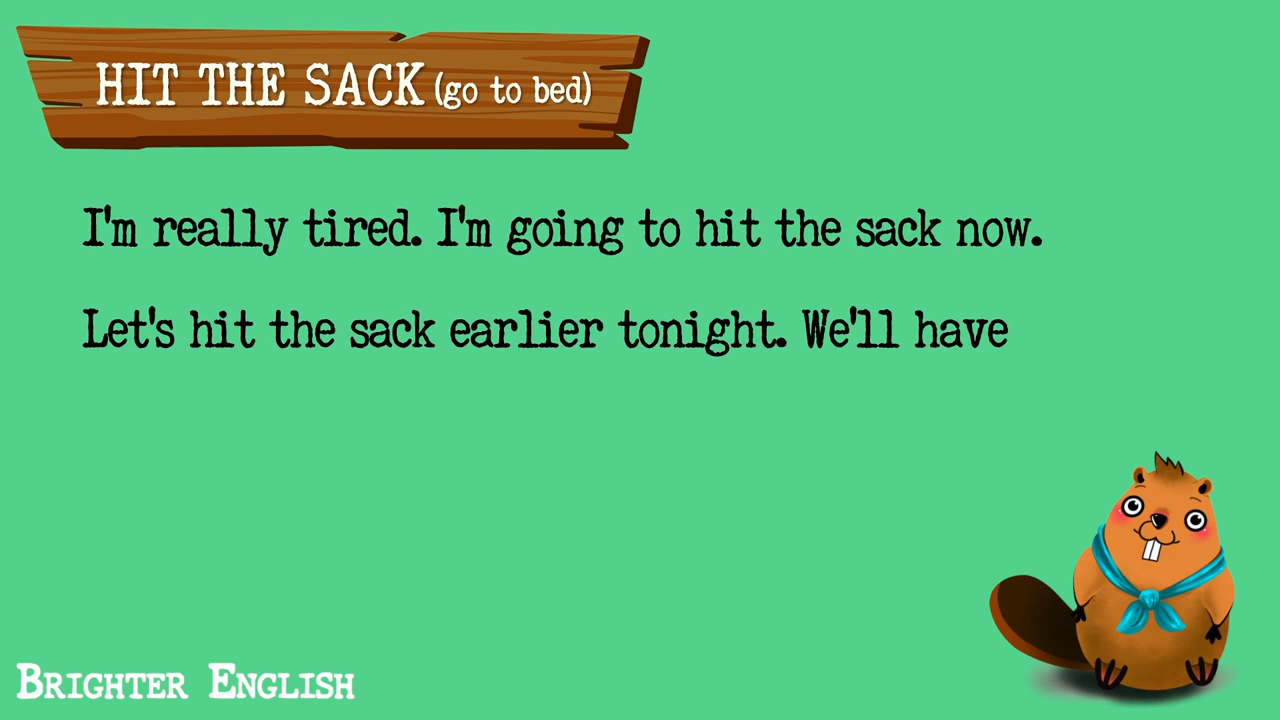 HIT THE SACK (go to bed)
I'm really tired. I'm going to hit the sack now.
Let's hit the sack earlier tonight. We'll have
BRIGHTER ENGLISH